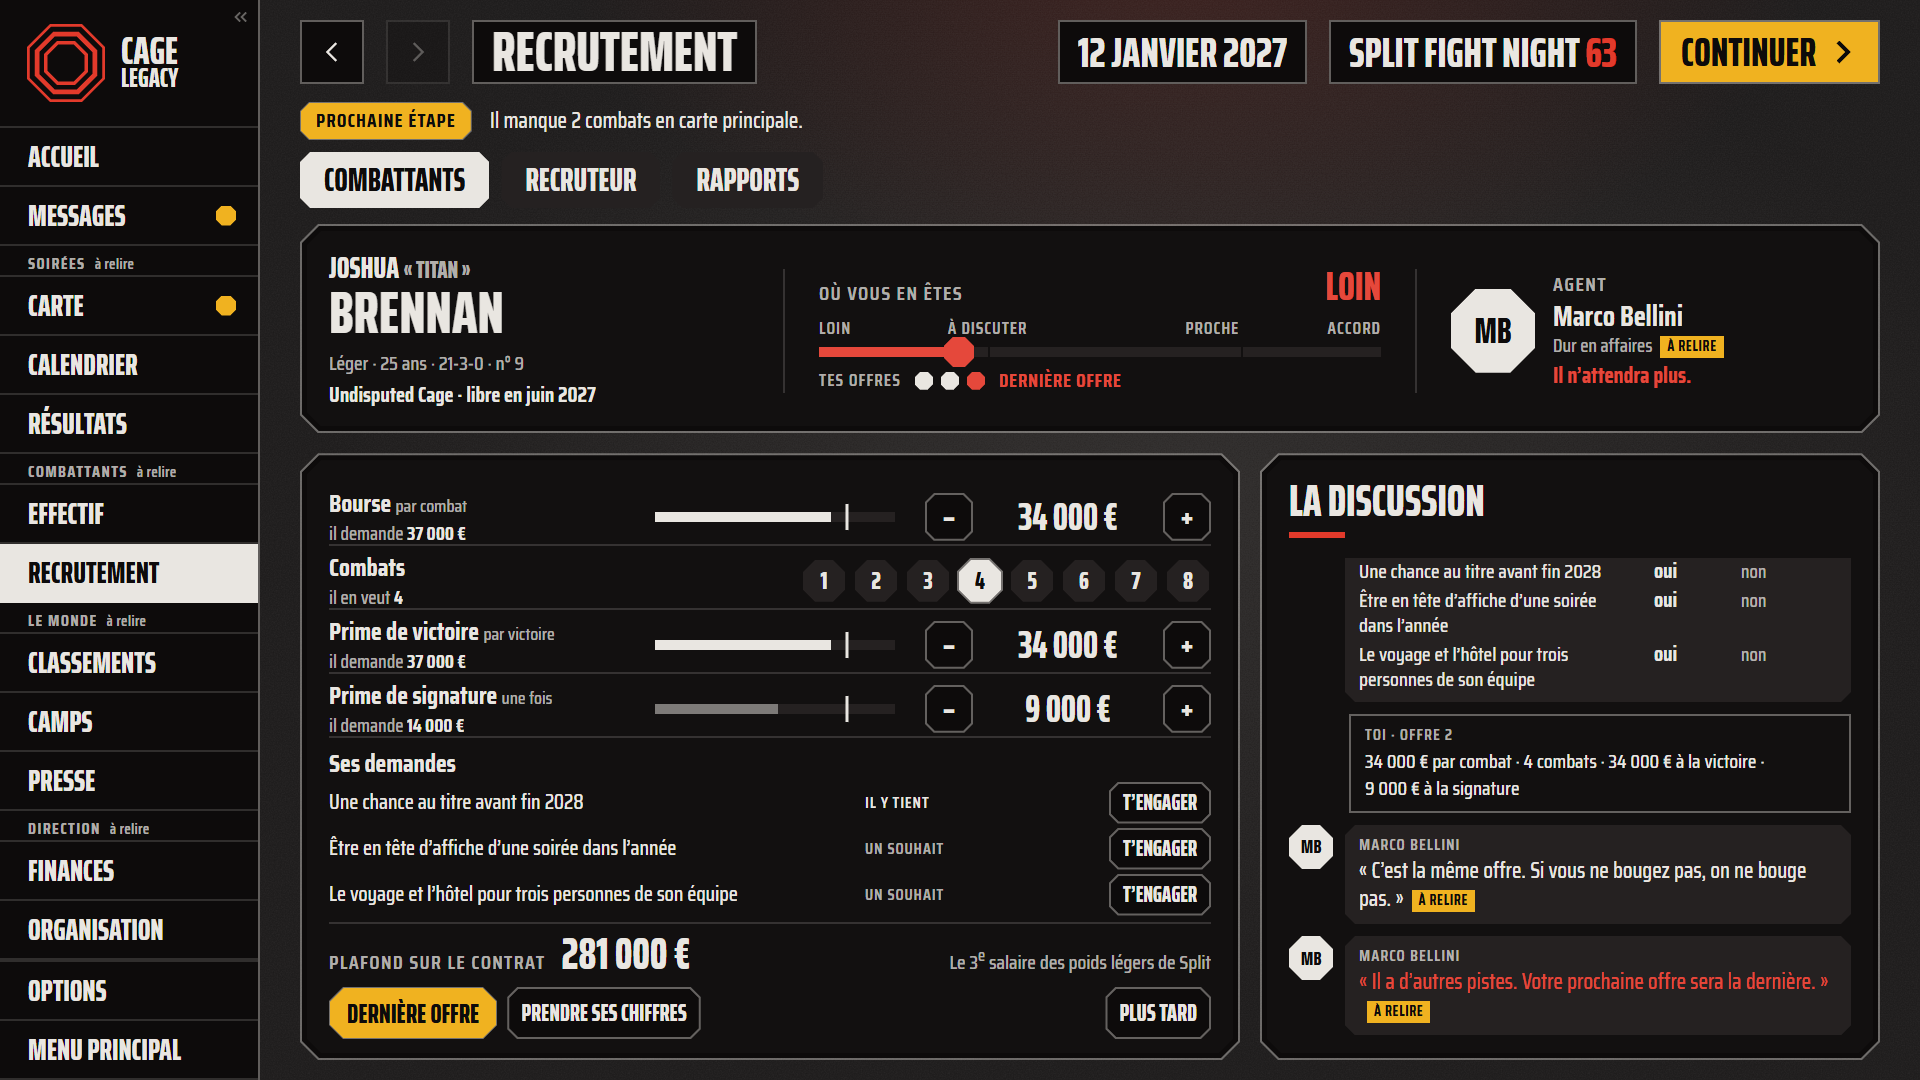 CAGE
LEGACY
«
ACCUEIL
MESSAGES
SOIRÉES à relire
CARTE
CALENDRIER
RÉSULTATS
COMBATTANTS à relire
EFFECTIF
RECRUTEMENT
LE MONDE à relire
CLASSEMENTS
CAMPS
PRESSE
DIRECTION à relire
FINANCES
ORGANISATION
OPTIONS
MENU PRINCIPAL
RECRUTEMENT
12 JANVIER 2027
SPLIT FIGHT NIGHT 63
CONTINUER
PROCHAINE ÉTAPE Il manque 2 combats en carte principale.
COMBATTANTS RECRUTEUR RAPPORTS
JOSHUA « TITAN »
BRENNAN
Léger · 25 ans · 21-3-0 · n° 9
Undisputed Cage · libre en juin 2027
OÙ VOUS EN ÊTES LOIN
LOIN À DISCUTER PROCHE ACCORD
TES OFFRES DERNIÈRE OFFRE
MB
AGENT
Marco Bellini
Dur en affaires À RELIRE
Il n'attendra plus.
Bourse par combat
il demande 37 000 €
– 34 000 € +
Combats
il en veut 4
1 2 3 4 5 6 7 8
Prime de victoire par victoire
il demande 37 000 €
– 34 000 € +
Prime de signature une fois
il demande 14 000 €
– 9 000 € +
Ses demandes
Une chance au titre avant fin 2028 IL Y TIENT T'ENGAGER
Être en tête d'affiche d'une soirée dans l'année UN SOUHAIT T'ENGAGER
Le voyage et l'hôtel pour trois personnes de son équipe UN SOUHAIT T'ENGAGER
PLAFOND SUR LE CONTRAT 281 000 € Le 3e salaire des poids légers de Split
DERNIÈRE OFFRE PRENDRE SES CHIFFRES PLUS TARD
LA DISCUSSION
Une chance au titre avant fin 2028 oui non
Être en tête d'affiche d'une soirée oui non
dans l'année
Le voyage et l'hôtel pour trois oui non
personnes de son équipe
TOI · OFFRE 2
34 000 € par combat · 4 combats · 34 000 € à la victoire ·
9 000 € à la signature
MB
MARCO BELLINI
« C'est la même offre. Si vous ne bougez pas, on ne bouge
pas. » À RELIRE
MB
MARCO BELLINI
« Il a d'autres pistes. Votre prochaine offre sera la dernière. »
À RELIRE